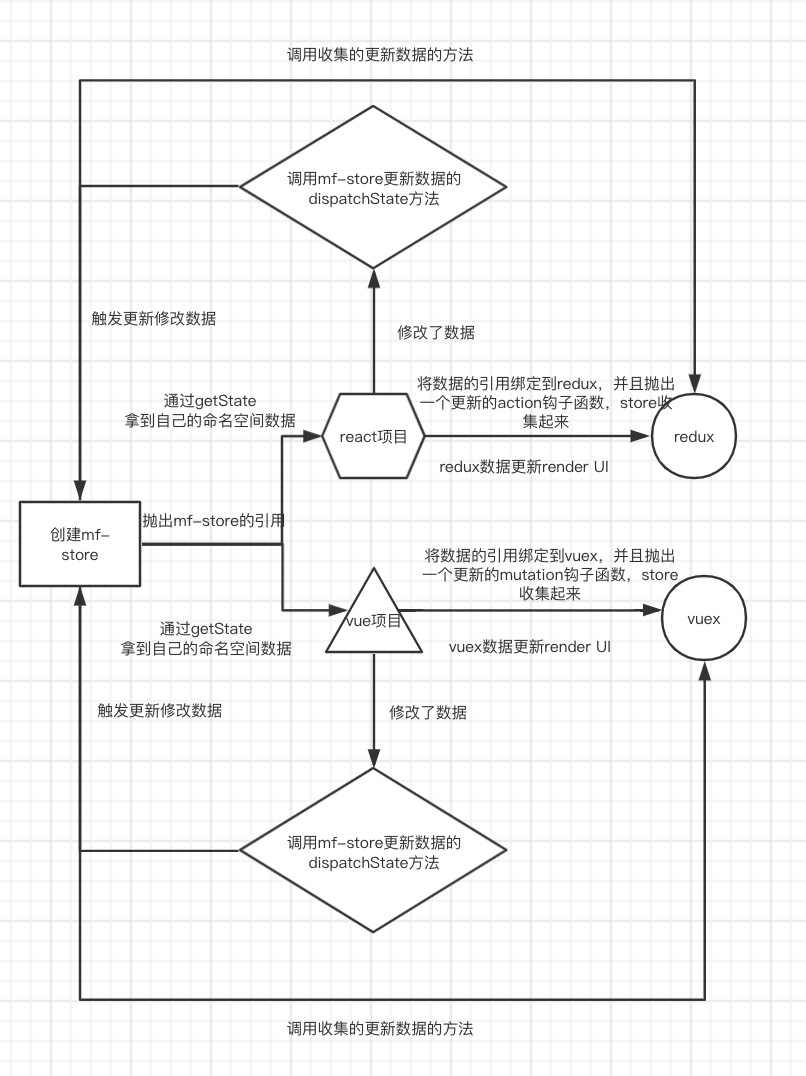 调用收集的更新数据的方法
调用mf-store更新数据的
dispatchState方法
触发更新修改数据
修改了数据
通过getState
拿到自己的命名空间数据
将数据的引用绑定到redux，并且抛出
一个更新的action钩子函数，store收
集起来
react项目
redux
redux数据更新render UI
创建mf-
store
抛出mf-store的引用
将数据的引用绑定到vuex，并且抛出
一个更新的mutation钩子函数，store
收集起来
vue项目
vuex
通过getState
拿到自己的命名空间数据
vuex数据更新render UI
触发更新修改数据
修改了数据
调用mf-store更新数据的
dispatchState方法
调用收集的更新数据的方法